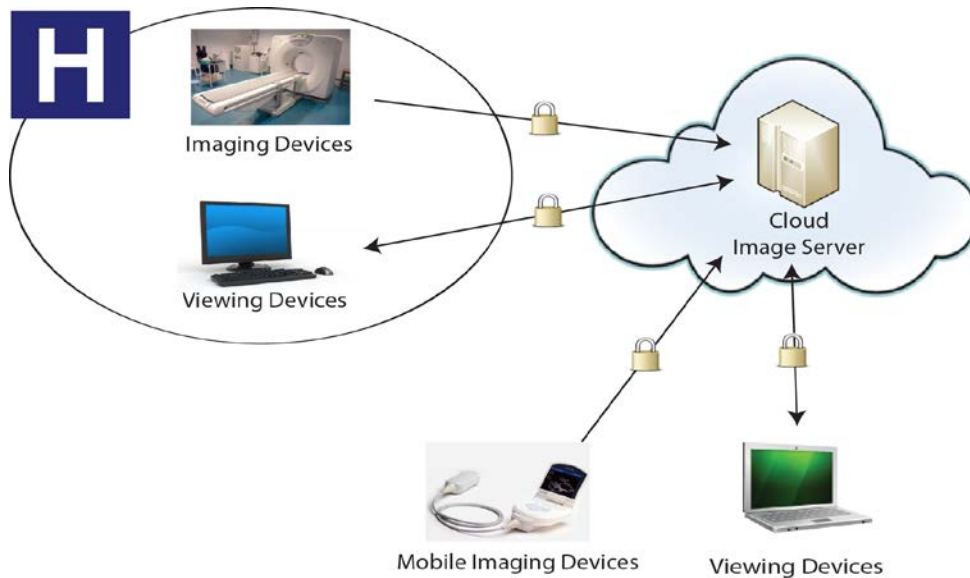 H
Imaging Devices
Viewing Devices
Cloud
Image Server
Mobile Imaging Devices
Viewing Devices